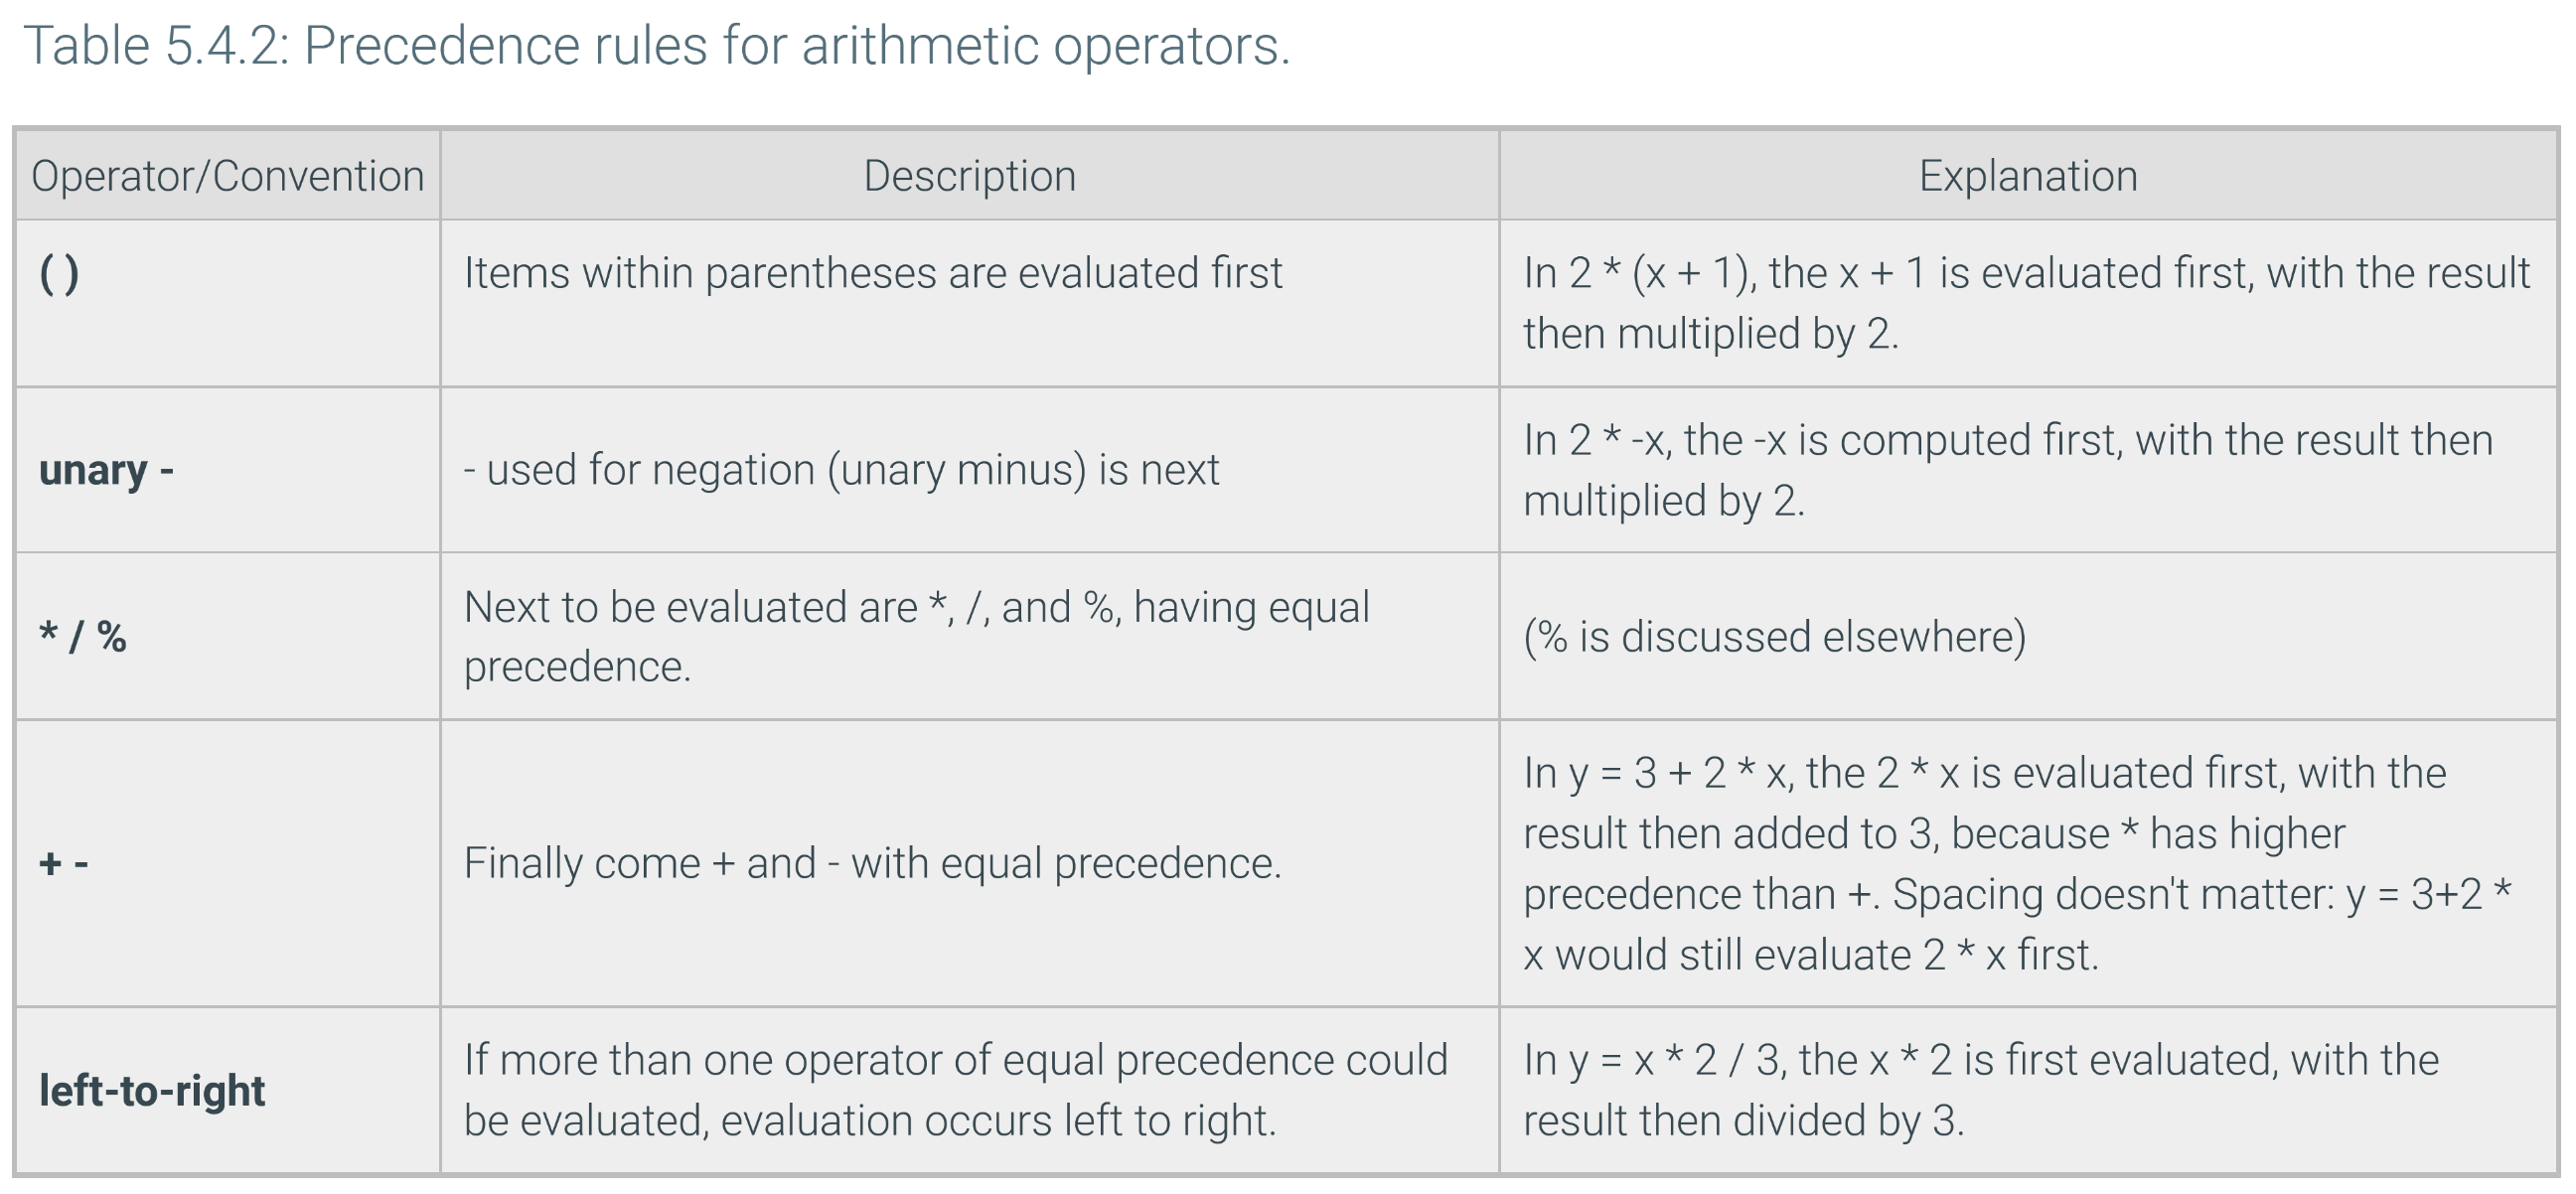 Table 5.4.2: Precedence rules for arithmetic operators.
Operator/Convention
Description
Explanation
( )
Items within parentheses are evaluated first
In 2 * (x + 1), the x + 1 is evaluated first, with the result
then multiplied by 2.
unary -
- used for negation (unary minus) is next
In 2 * -x, the -x is computed first, with the result then
multiplied by 2.
* / %
Next to be evaluated are *, /, and %, having equal
precedence.
(% is discussed elsewhere)
+ -
Finally come + and - with equal precedence.
In y = 3 + 2 * x, the 2 * x is evaluated first, with the
result then added to 3, because * has higher
precedence than +. Spacing doesn't matter: y = 3+2 *
x would still evaluate 2 * x first.
left-to-right
If more than one operator of equal precedence could
be evaluated, evaluation occurs left to right.
In y = x * 2 / 3, the x * 2 is first evaluated, with the
result then divided by 3.